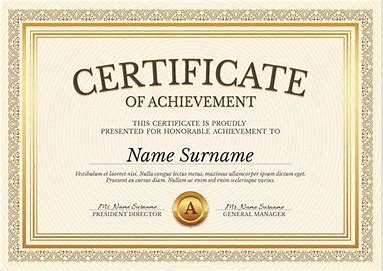 CERTIFICATE
OF ACHIEVEMENT
THIS CERTIFICATE IS PROUDLY
PRESENTED FOR HONORABLE ACHIEVEMENT TO
Name Surname
Vestibulum et laoreet nisi. Nulla congue lectus metus, maximus ullamcorper ipsum dictum eget.
Praesent eu cursus diam. Nullam ac enim sed enim scelerisque varius.
Mr. Name Surname
PRESIDENT DIRECTOR
A
Mr. Name Surname
GENERAL MANAGER